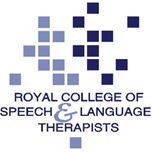 ROYAL COLLEGE OF
SPEECH & LANGUAGE
THERAPISTS